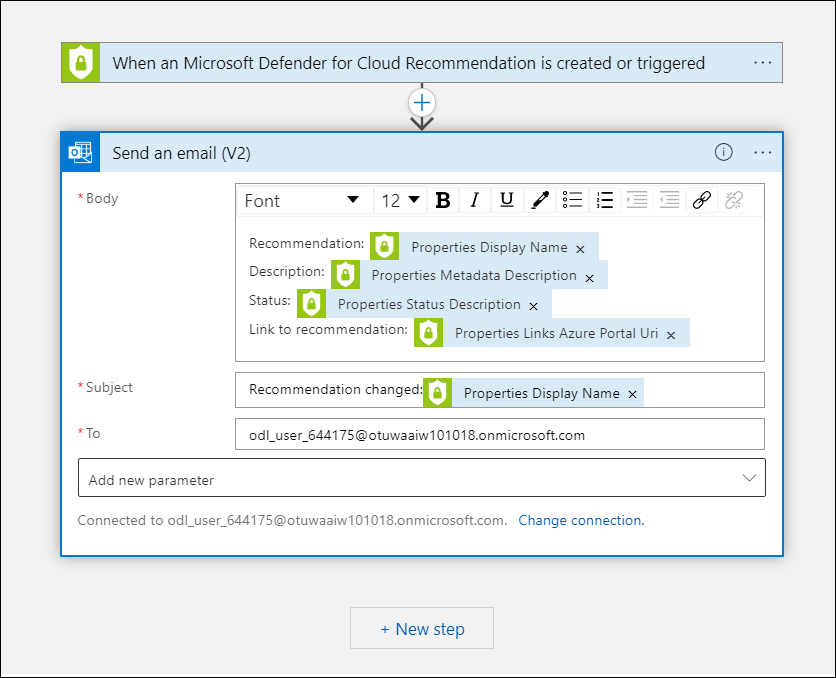 When an Microsoft Defender for Cloud Recommendation is created or triggered
Send an email (V2)
* Body
Font 12 B I U
Recommendation: Properties Display Name ×
Description: Properties Metadata Description ×
Status: Properties Status Description ×
Link to recommendation: Properties Links Azure Portal Uri ×
* Subject
Recommendation changed: Properties Display Name ×
* To
odl_user_644175@otuwaaiw101018.onmicrosoft.com
Add new parameter
Connected to odl_user_644175@otuwaaiw101018.onmicrosoft.com. Change connection.
+ New step